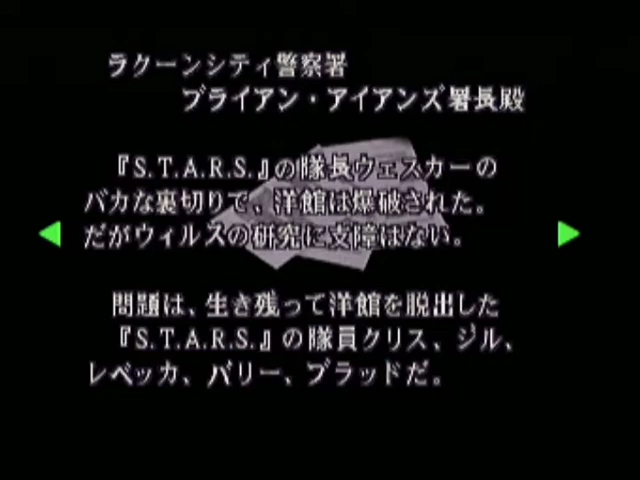 ラクーンシティ警察署
ブライアン・アイアンズ署長殿
『S.T.A.R.S.』の隊長ウェスカーの
バカな裏切りで、洋館は爆破された。
だがウィルスの研究に支障はない。
問題は、生き残って洋館を脱出した
『S.T.A.R.S.』の隊員クリス、ジル、
レベッカ、バリー、ブラッドだ。